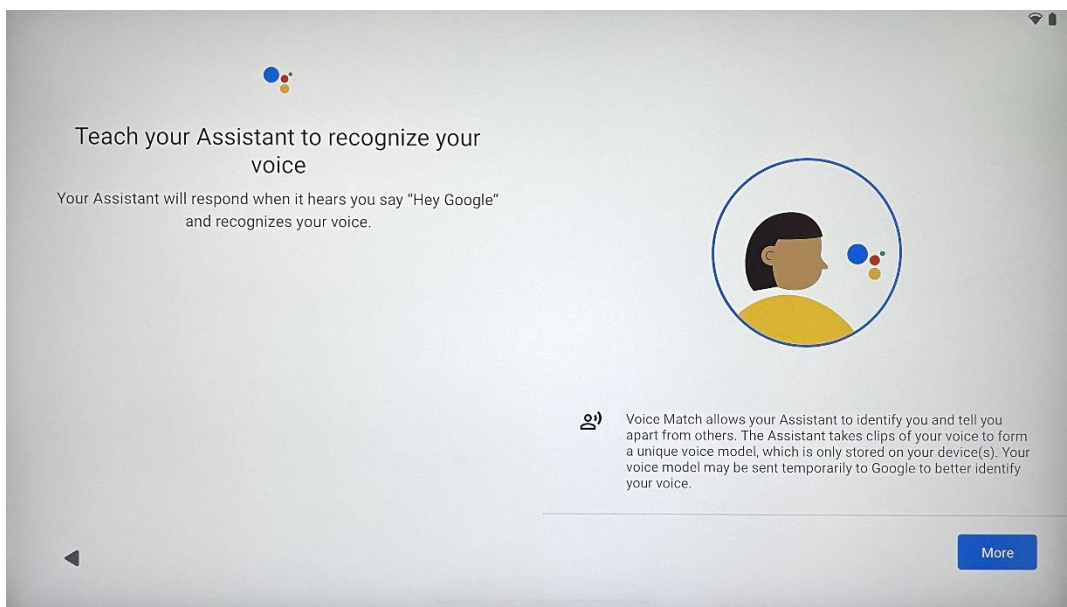 Teach your Assistant to recognize your
voice
Your Assistant will respond when it hears you say “Hey Google“
and recognizes your voice.
Voice Match allows your Assistant to identify you and tell you
apart from others. The Assistant takes clips of your voice to form
a unique voice model, which is only stored on your device(s). Your
voice model may be sent temporarily to Google to better identify
your voice.
More